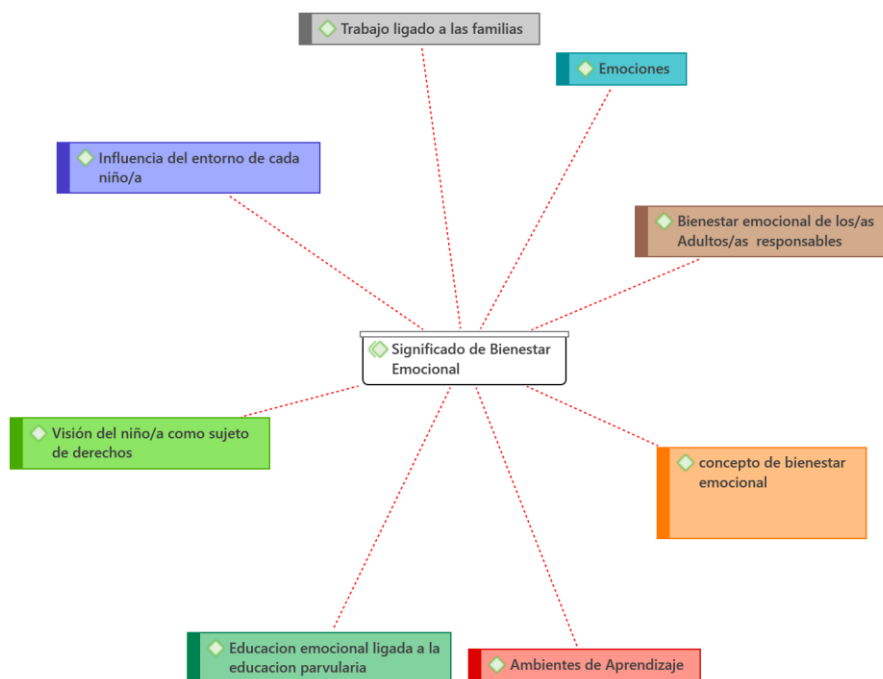 Trabajo ligado a las familias
Emociones
Influencia del entorno de cada
niño/a
Bienestar emocional de los/as
Adultos/as responsables
Significado de Bienestar
Emocional
Visión del niño/a como sujeto
de derechos
concepto de bienestar
emocional
Educacion emocional ligada a la
educacion parvularia
Ambientes de Aprendizaje